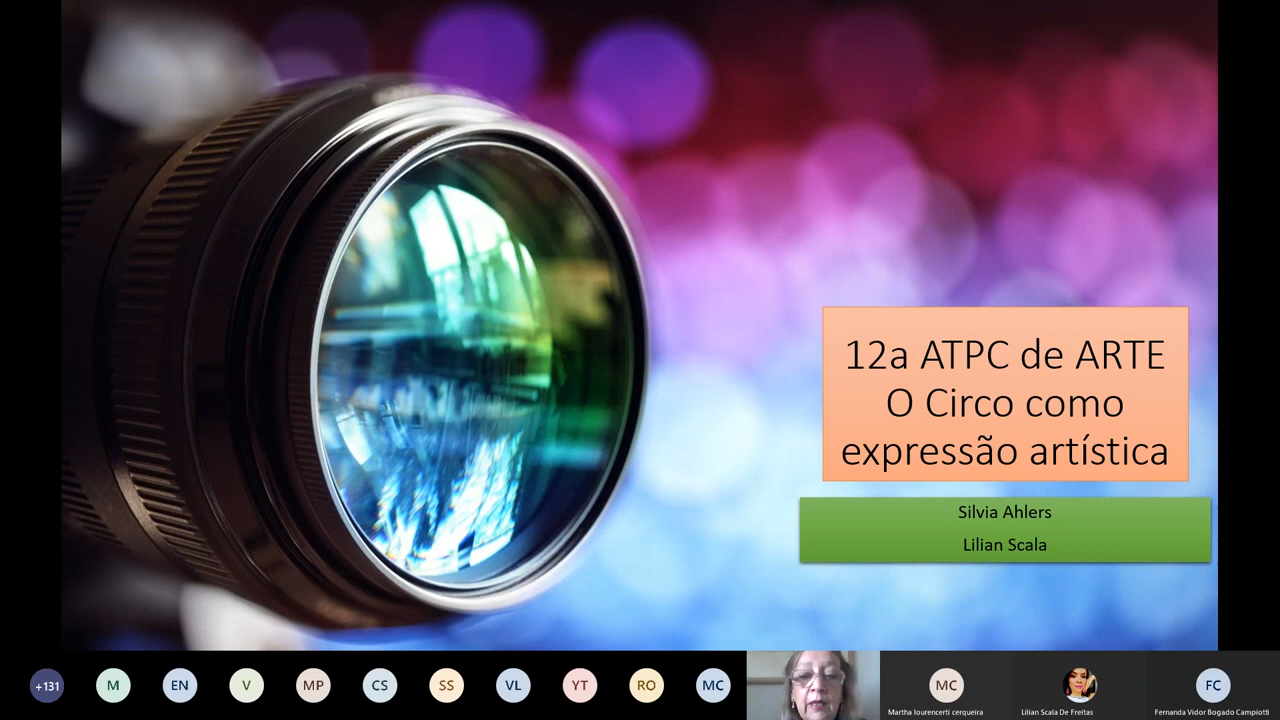 12a ATPC de ARTE
O Circo como
expressão artística
Silvia Ahlers
Lilian Scala
+131
M
EN
V
MP
CS
SS
VL
YT
RO
MC
MC
FC
Martha lourencerti cerqueira
Lilian Scala De Freitas
Fernanda Vidor Bogado Campiotti